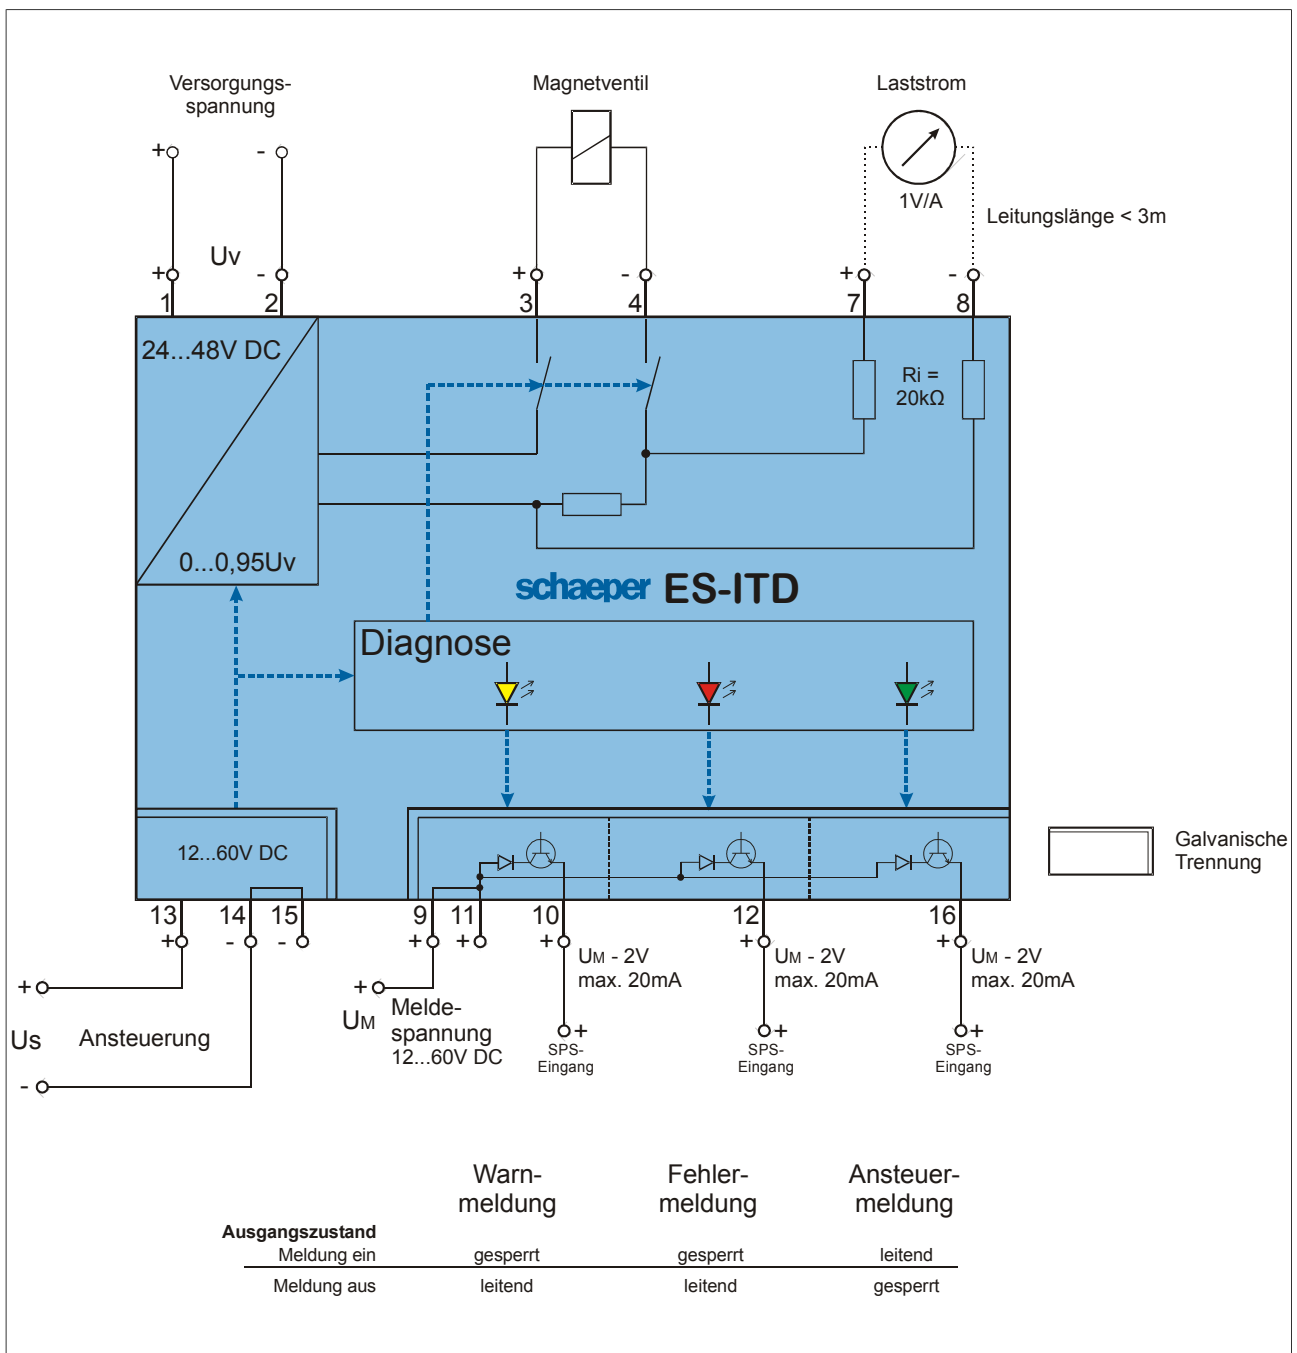 Versorgungs-
spannung
Magnetventil
Laststrom
+ -
1V/A
Leitungslänge < 3m
Uv
+ - + - + -
1 2 3 4 7 8
24...48V DC
Ri =
20kΩ
0...0,95Uv
schaeper ES-ITD
Diagnose
12...60V DC
Galvanische
Trennung
13 14 15 9 11 10 12 16
+ - - + + + + +
UM - 2V
max. 20mA
UM - 2V
max. 20mA
UM - 2V
max. 20mA
+
Us Ansteuerung
-
+
UM
Melde-
spannung
12...60V DC
+
SPS-
Eingang
+
SPS-
Eingang
+
SPS-
Eingang
Warn-
meldung
Fehler-
meldung
Ansteuer-
meldung
Ausgangszustand
Meldung ein gesperrt gesperrt leitend
Meldung aus leitend leitend gesperrt